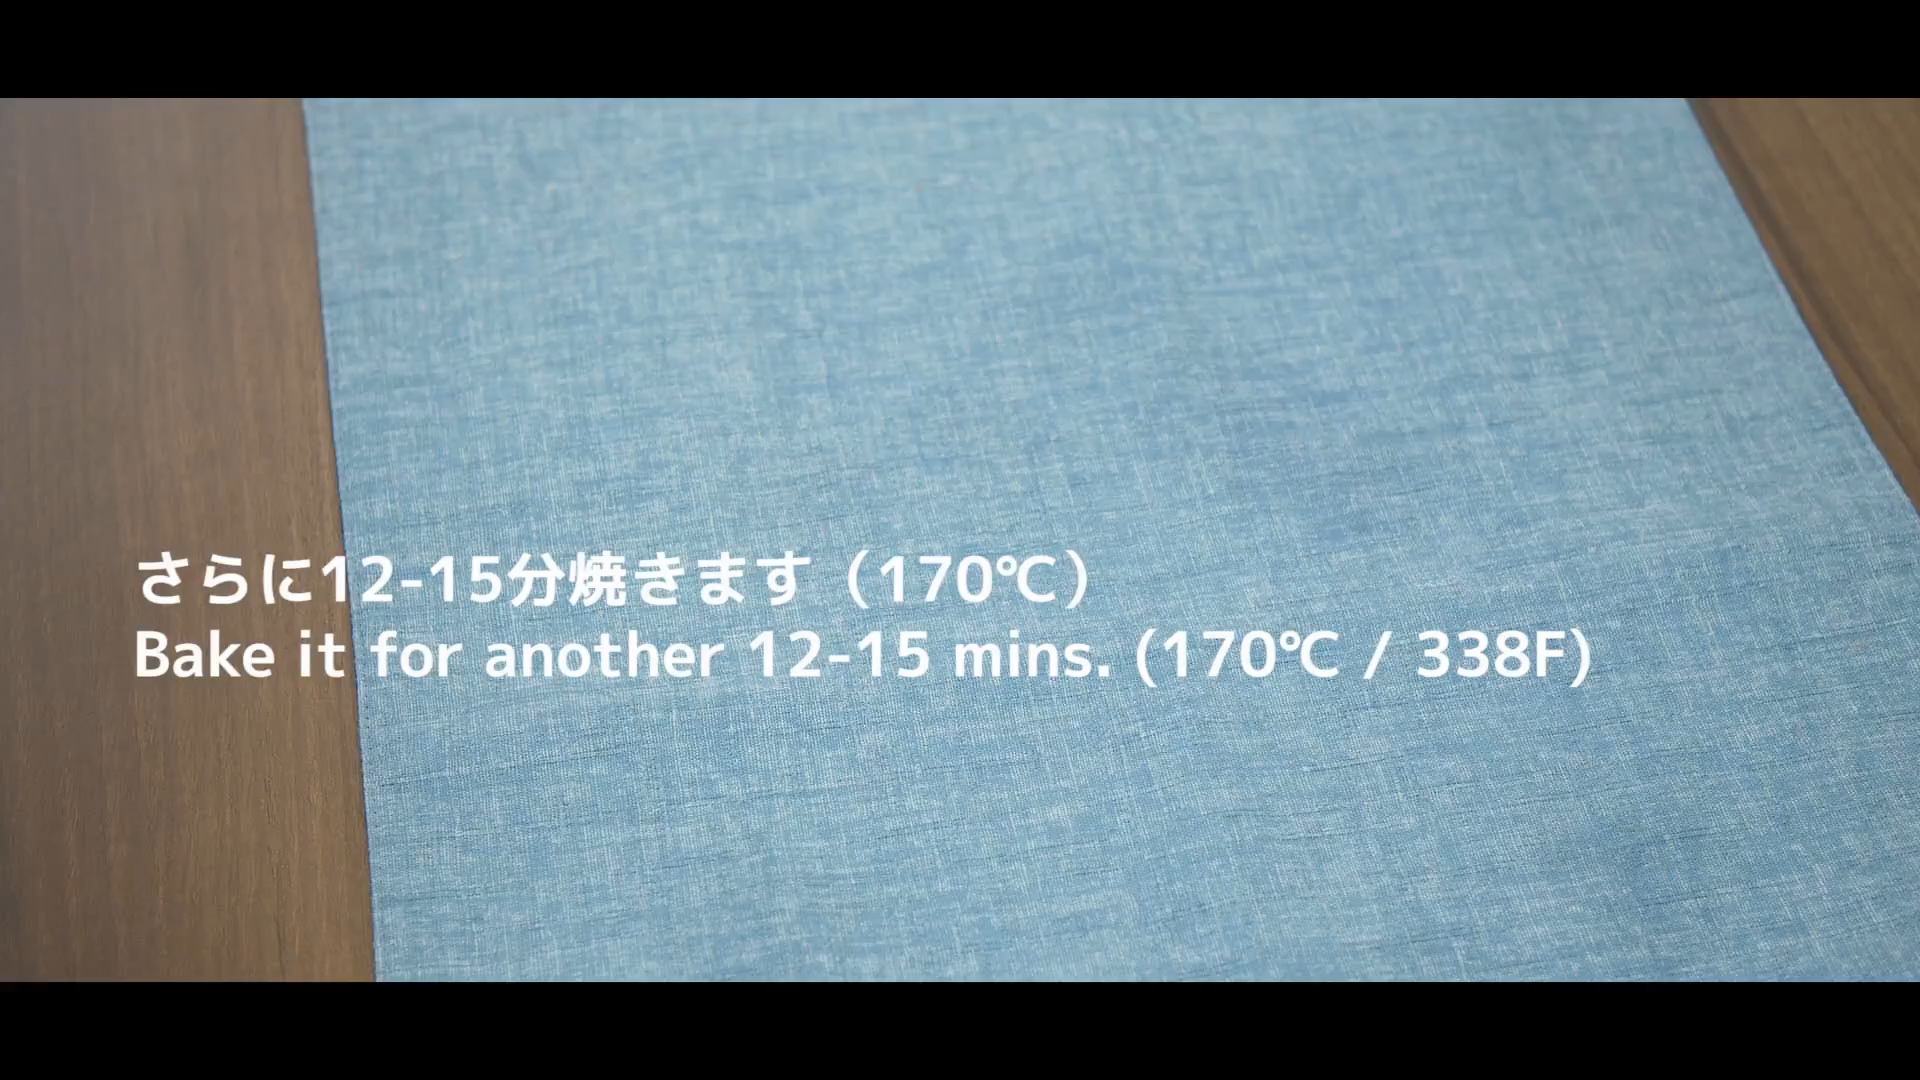 さらに12-15分焼きます（170℃）
Bake it for another 12-15 mins. (170℃ / 338F)